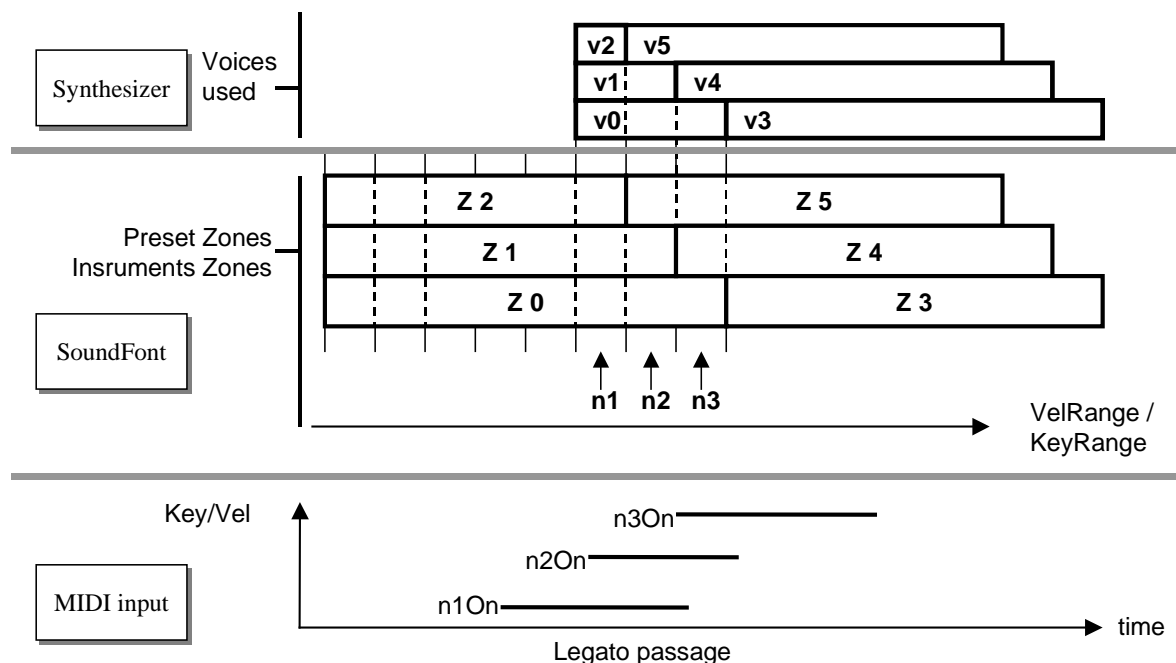 v2 v5
Synthesizer
Voices
used
v1 v4
v0 v3
Z 2 Z 5
Preset Zones
Insruments Zones
Z 1 Z 4
Z 0 Z 3
SoundFont
n1 n2 n3
VelRange /
KeyRange
Key/Vel
n3On
n2On
MIDI input
n1On
time
Legato passage